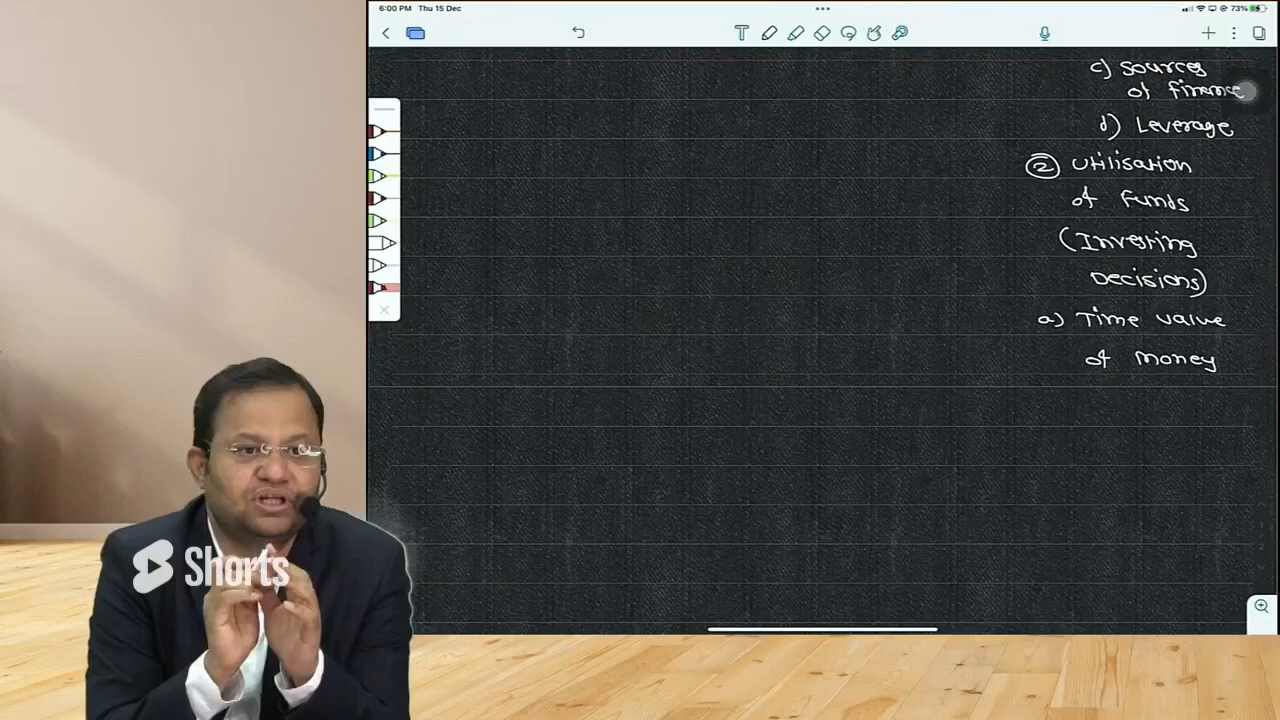 6:00 PM Thu 15 Dec
73%
T
c) Sources
of finance
d) Leverage
② Utilisation
of Funds
(Investing
Decisions)
a) Time value
of money
Shorts